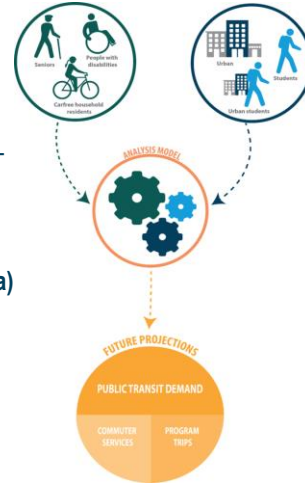 Seniors
People with
disabilities
Carfree household
residents
Urban
Students
Urban students
ANALYSIS MODEL
a)
FUTURE PROJECTIONS
PUBLIC TRANSIT DEMAND
COMMUTER
SERVICES
PROGRAM
TRIPS